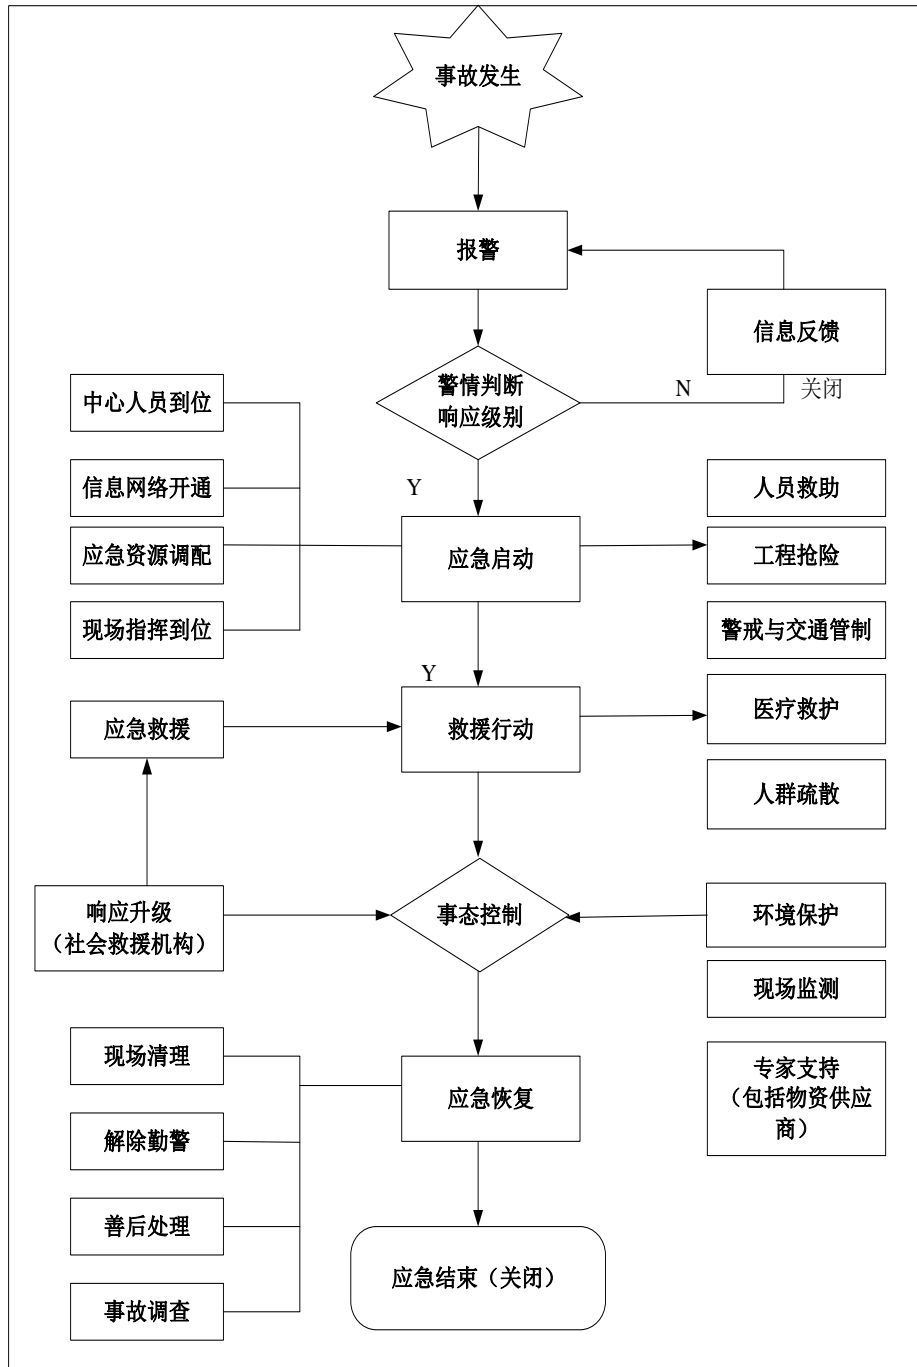 事故发生
报警
信息反馈
警情判断
响应级别
N
关闭
中心人员到位
Y
信息网络开通
人员救助
应急资源调配
应急启动
工程抢险
现场指挥到位
警戒与交通管制
Y
应急救援
救援行动
医疗救护
人群疏散
响应升级
（社会救援机构）
事态控制
环境保护
现场监测
现场清理
应急恢复
专家支持
（包括物资供应
商）
解除勤警
善后处理
应急结束（关闭）
事故调查